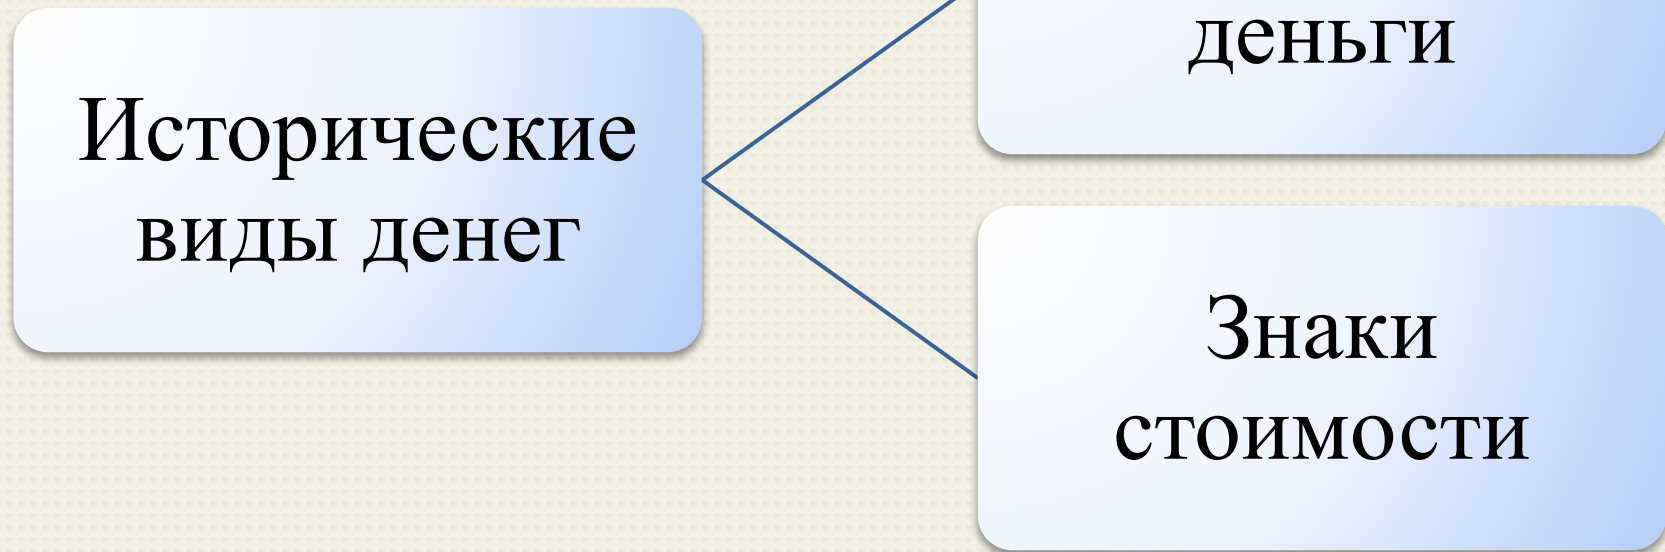 Исторические
виды денег
деньги
Знаки
стоимости